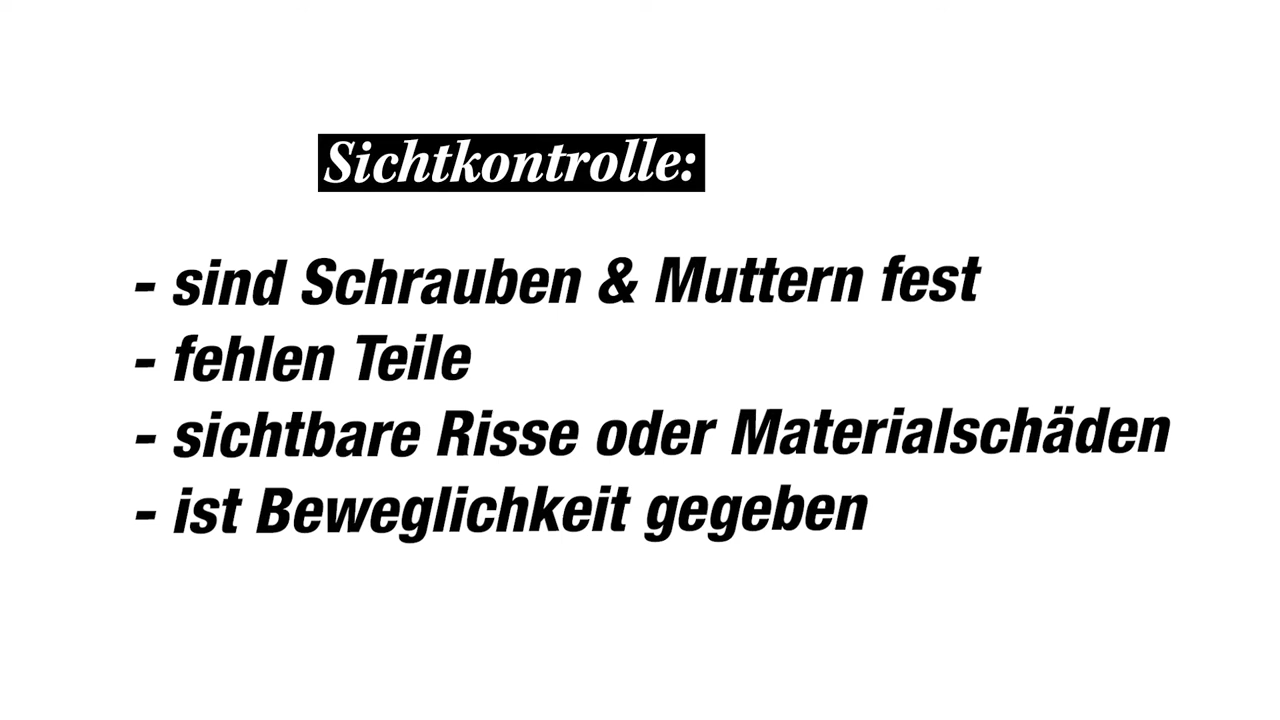 Sichtkontrolle:
- sind Schrauben & Muttern fest
- fehlen Teile
- sichtbare Risse oder Materialschäden
- ist Beweglichkeit gegeben